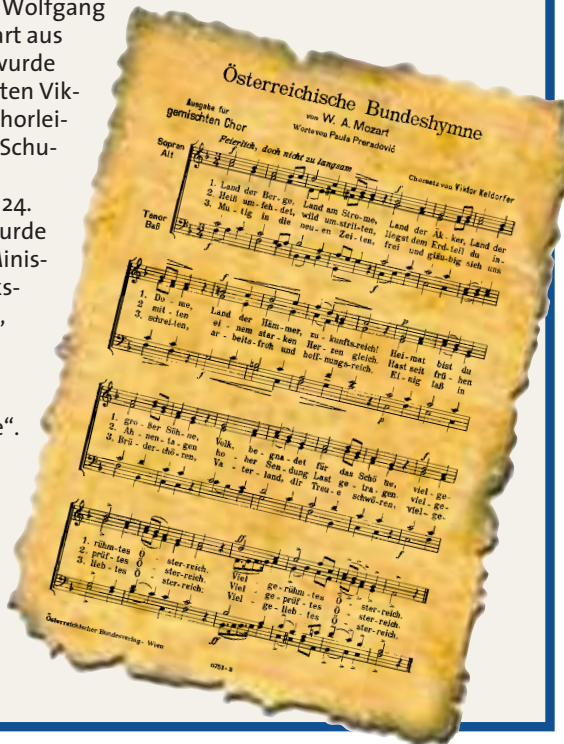 Wolfgang
art aus
wurde
ten Vik-
horlei-
Schu-
24.
urde
Minis-
ks-
,
e“.
Österreichische Bundeshymne
von W. A. Mozart
Worte von Paula Preradović
Ausgabe für
gemischten Chor
Chorsatz von Viktor Keldorfer
Feierlich, doch nicht zu langsam
Sopran
Alt
1. Land der Ber - ge, Land am Stro - me, Land der Äk - ker, Land der
2. Heiß um - feh - det, wild um - strit - ten, liegst dem Erd - teil du in -
3. Mu - tig in die neu - en Zei - ten, frei und gläu - big sich uns
Tenor
Baß
1. Do - me, Land der Häm - mer, zu - kunfts - reich! Hei - mat bist du
2. mit - ten ei - nem star - ken Her - zen gleich. Hast seit frü - hen
3. schrei - ten, ar - beits - froh und hoff - nungs - reich. Ei - nig laß in
1. gro - ßer Söh - ne, Volk, be - gna - det für das Schö - ne, viel - ge -
2. Ah - nen - ta - gen ho - her Sen - dung Last ge - tra - gen, viel - ge -
3. Brü - der - chö - ren, Va - ter - land, dir Treu - e schwö - ren, viel - ge -
1. rühm - tes Ö - ster - reich. Viel - ge - rühm - tes Ö - ster - reich.
2. prüf - tes Ö - ster - reich. Viel - ge - prüf - tes Ö - ster - reich.
3. lieb - tes Ö - ster - reich. Viel - ge - lieb - tes Ö - ster - reich.
Österreichischer Bundesverlag - Wien